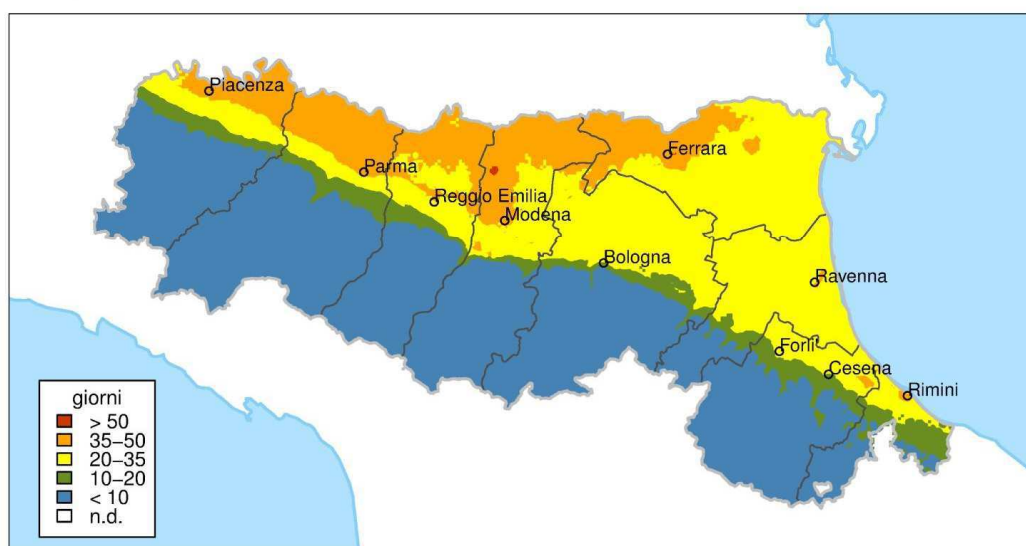 Piacenza
Parma
Ferrara
Reggio Emilia
Modena
Bologna
Ravenna
Forlì
Cesena
Rimini
giorni
> 50
35–50
20–35
10–20
< 10
n.d.